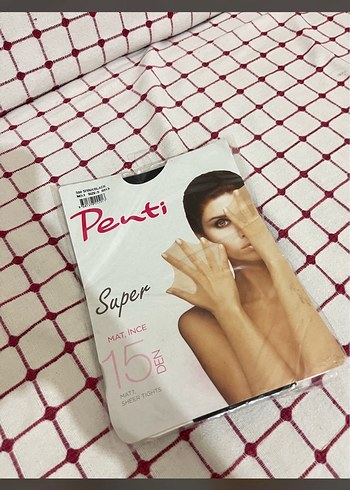 Penti
Super
MAT, INCE
15
DEN
MATT,
SHEER TIGHTS